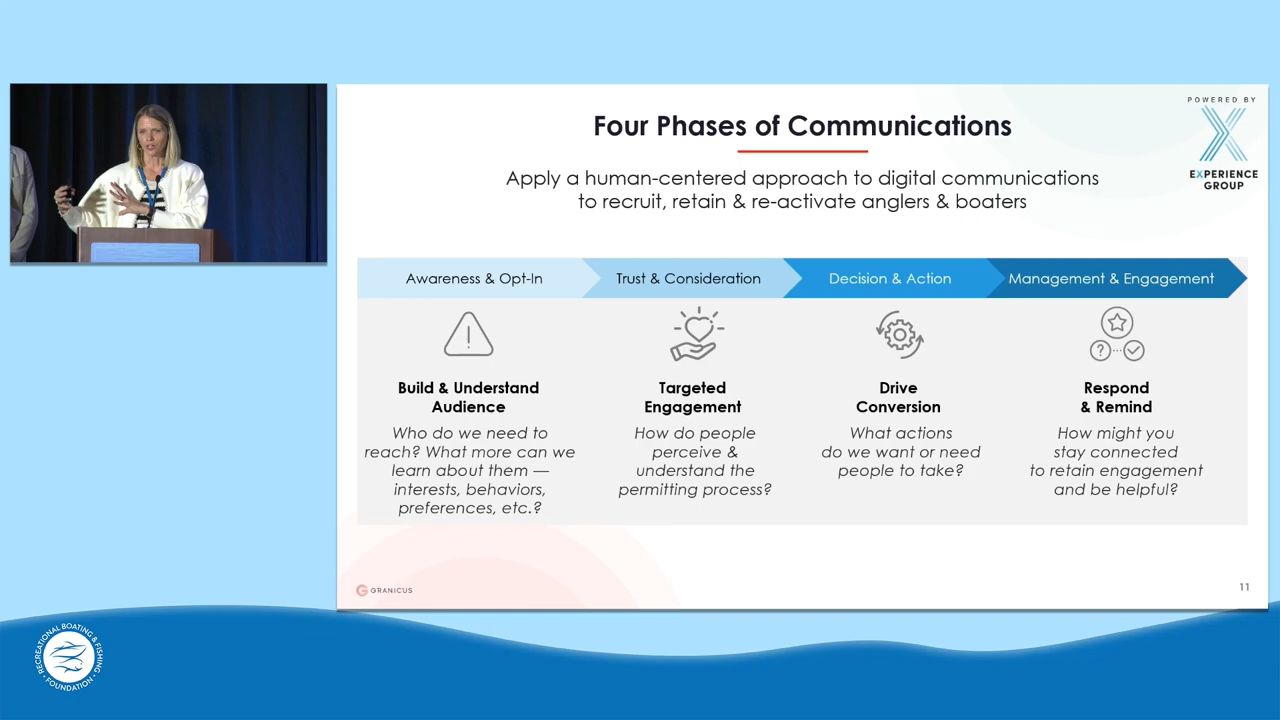 Four Phases of Communications
POWERED BY
X
EXPERIENCE
GROUP
Apply a human-centered approach to digital communications
to recruit, retain & re-activate anglers & boaters
Awareness & Opt-In
Trust & Consideration
Decision & Action
Management & Engagement
Build & Understand
Audience
Who do we need to
reach? What more can we
learn about them —
interests, behaviors,
preferences, etc.?
Targeted
Engagement
How do people
perceive &
understand the
permitting process?
Drive
Conversion
What actions
do we want or need
people to take?
Respond
& Remind
How might you
stay connected
to retain engagement
and be helpful?
GRANICUS
11
RECREATIONAL BOATING & FISHING
• FOUNDATION •